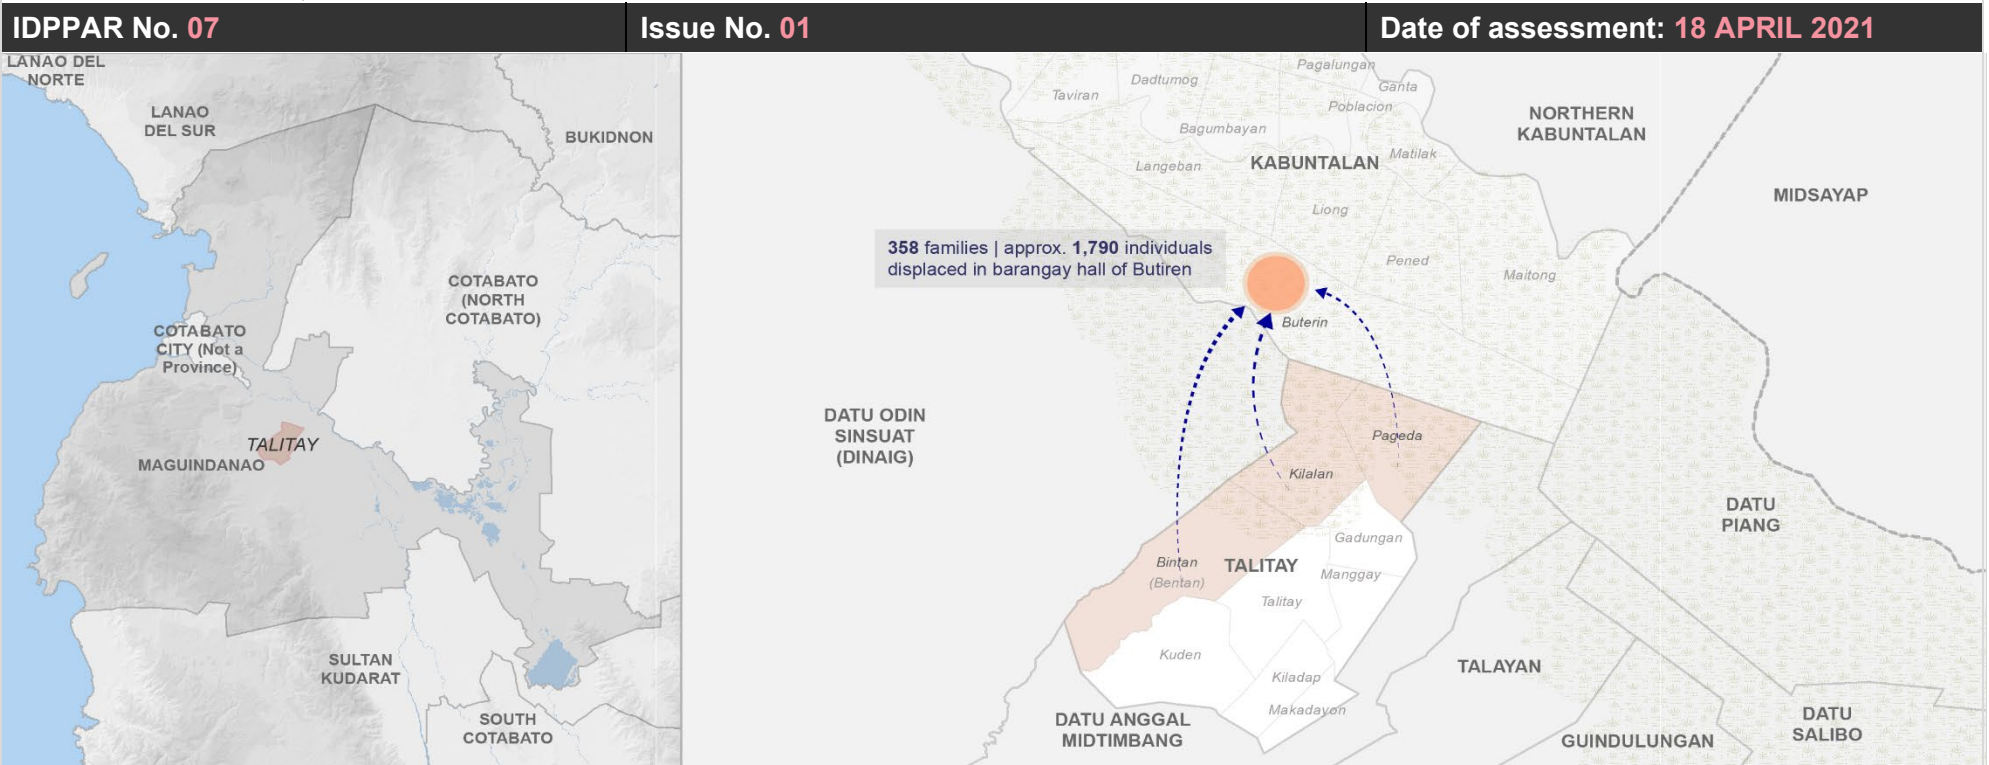 IDPPAR No. 07
Issue No. 01
Date of assessment: 18 APRIL 2021
LANAO DEL
NORTE
LANAO
DEL SUR
BUKIDNON
COTABATO
(NORTH
COTABATO)
COTABATO
CITY (Not a
Province)
TALITAY
MAGUINDANAO
SULTAN
KUDARAT
SOUTH
COTABATO
Pagalungan
Dadtumog
Ganta
Taviran
Poblacion
NORTHERN
KABUNTALAN
Bagumbayan
Matilak
KABUNTALAN
Langeban
MIDSAYAP
Liong
358 families | approx. 1,790 individuals
displaced in barangay hall of Butiren
Pened
Maitong
Buterin
DATU ODIN
SINSUAT
(DINAIG)
Pageda
Kilalan
DATU
PIANG
Gadungan
Bintan
(Bentan)
TALITAY
Manggay
Talitay
Kuden
TALAYAN
Kiladap
Makadayon
DATU ANGGAL
MIDTIMBANG
DATU
SALIBO
GUINDULUNGAN